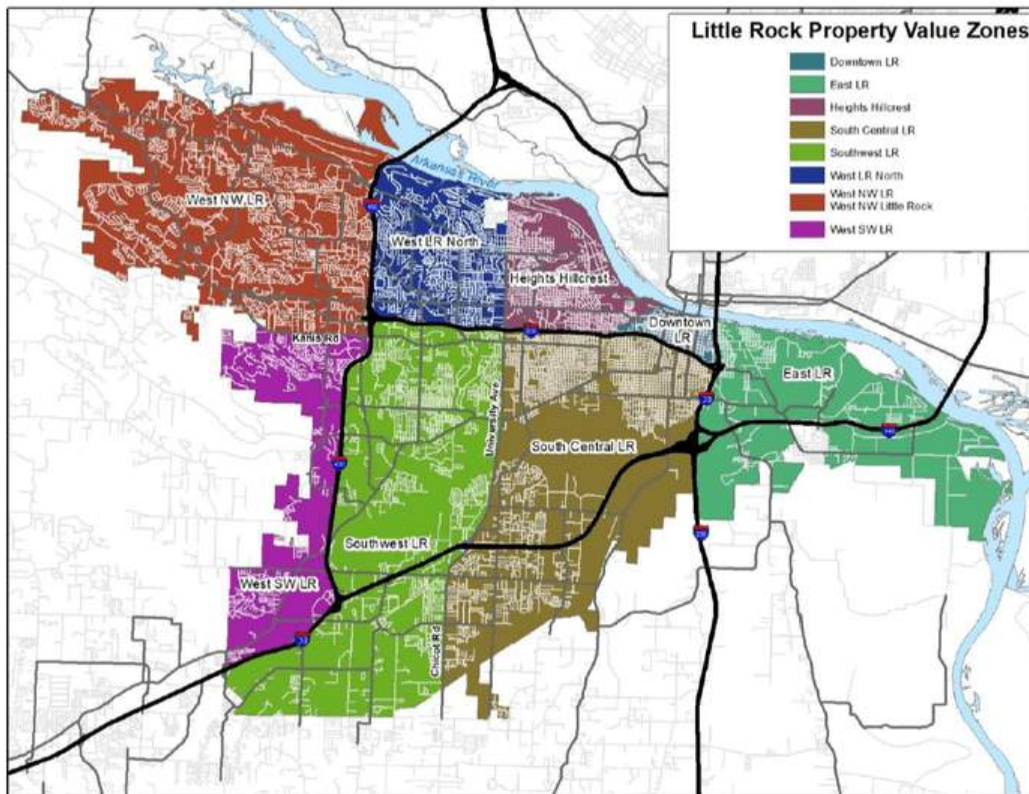 Little Rock Property Value Zones
Downtown LR
East LR
Heights Hillcrest
South Central LR
Southwest LR
West LR North
West NW LR
West NW Little Rock
West SW LR
Arkansas River
West NW LR
West LR North
Heights Hillcrest
Downtown
LR
Kanis Rd
East LR
University Ave
South Central LR
Southwest LR
West SW LR
Chicot Rd